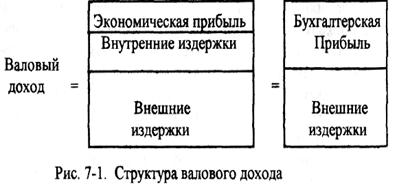 Валовый
доход
=
Экономическая прибыль
Внутренние издержки
Внешние
издержки
=
Бухгалтерская
Прибыль
Внешние
издержки
Рис. 7-1. Структура валового дохода